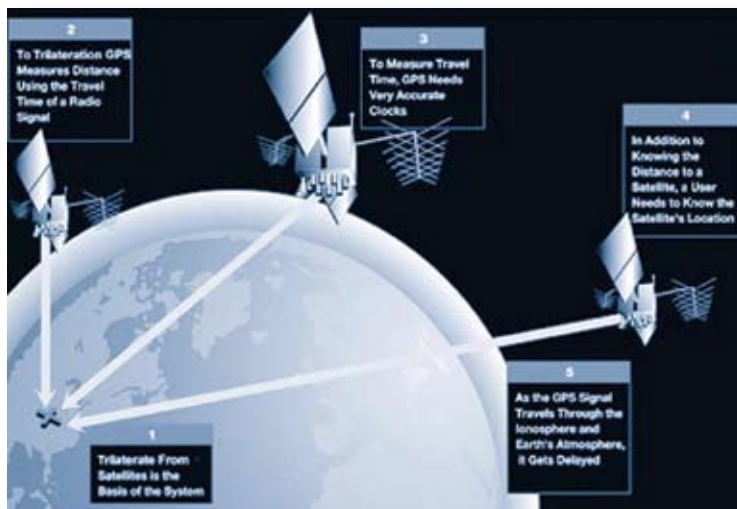 1
Trilaterate From
Satellites is the
Basis of the System
2
To Trilateration GPS
Measures Distance
Using the Travel
Time of a Radio
Signal
3
To Measure Travel
Time, GPS Needs
Very Accurate
Clocks
4
In Addition to
Knowing the
Distance to a
Satellite, a User
Needs to Know the
Satellite's Location
5
As the GPS Signal
Travels Through the
Ionosphere and
Earth's Atmosphere,
it Gets Delayed